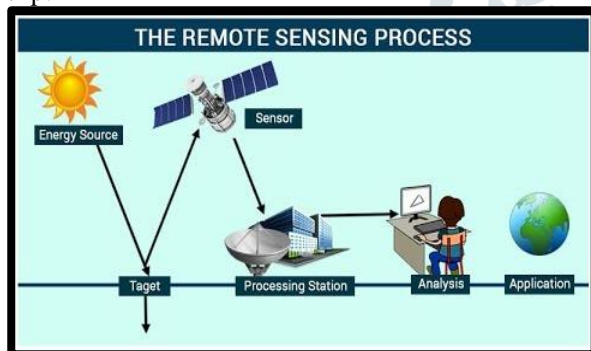 THE REMOTE SENSING PROCESS
Energy Source
Sensor
Taget
Processing Station
Analysis
Application